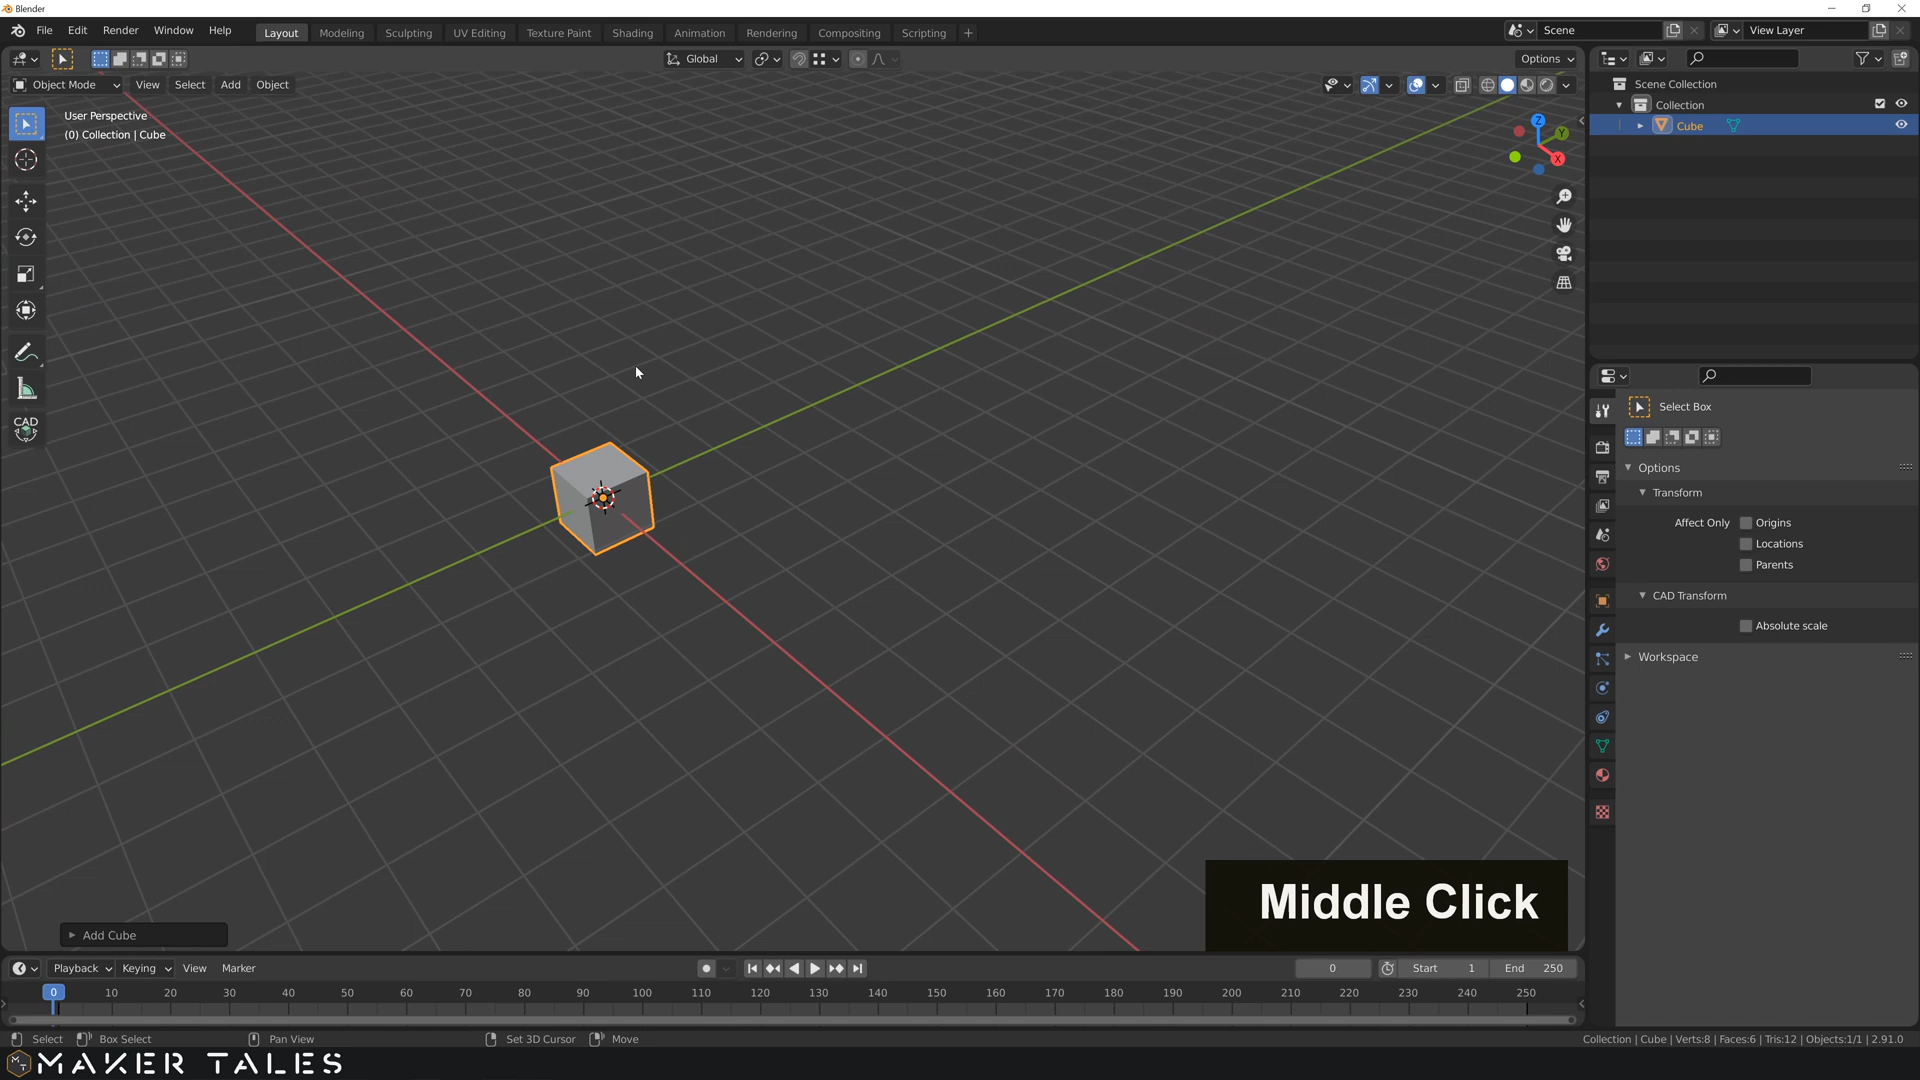 Blender
File Edit Render Window Help Layout Modeling Sculpting UV Editing Texture Paint Shading Animation Rendering Compositing Scripting + Scene View Layer
Global Options
Object Mode View Select Add Object
User Perspective
(0) Collection | Cube
Z
Y
X
CAD
Scene Collection
Collection
Cube
Select Box
Options
Transform
Affect Only Origins
Locations
Parents
CAD Transform
Absolute scale
Workspace
Middle Click
Add Cube
Playback Keying View Marker 0 Start 1 End 250
0 10 20 30 40 50 60 70 80 90 100 110 120 130 140 150 160 170 180 190 200 210 220 230 240 250
Select Box Select Pan View Set 3D Cursor Move Collection | Cube | Verts:8 | Faces:6 | Tris:12 | Objects:1/1 | 2.91.0
MT MAKER TALES